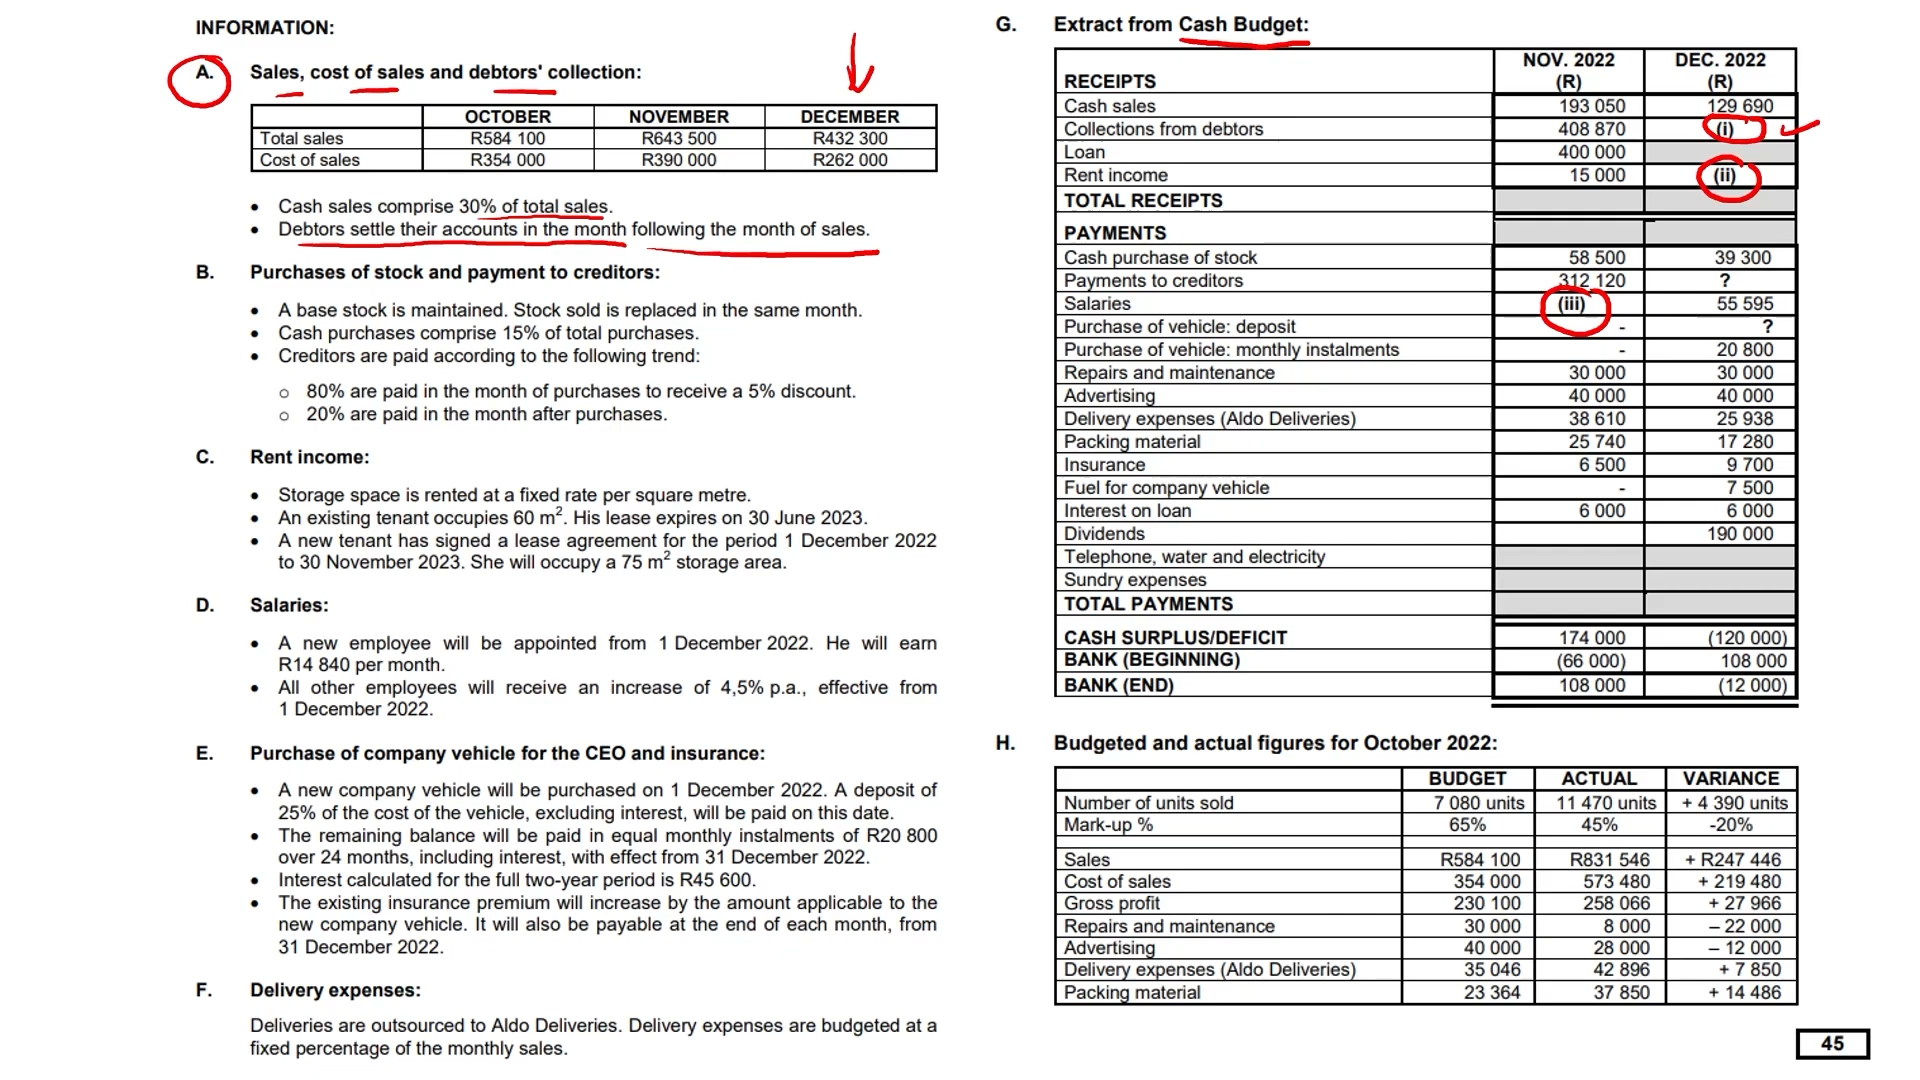 INFORMATION:
A. Sales, cost of sales and debtors' collection:
OCTOBER NOVEMBER DECEMBER
Total sales R584 100 R643 500 R432 300
Cost of sales R354 000 R390 000 R262 000
• Cash sales comprise 30% of total sales.
• Debtors settle their accounts in the month following the month of sales.
B. Purchases of stock and payment to creditors:
• A base stock is maintained. Stock sold is replaced in the same month.
• Cash purchases comprise 15% of total purchases.
• Creditors are paid according to the following trend:
o 80% are paid in the month of purchases to receive a 5% discount.
o 20% are paid in the month after purchases.
C. Rent income:
• Storage space is rented at a fixed rate per square metre.
• An existing tenant occupies 60 m². His lease expires on 30 June 2023.
• A new tenant has signed a lease agreement for the period 1 December 2022
to 30 November 2023. She will occupy a 75 m² storage area.
D. Salaries:
• A new employee will be appointed from 1 December 2022. He will earn
R14 840 per month.
• All other employees will receive an increase of 4,5% p.a., effective from
1 December 2022.
E. Purchase of company vehicle for the CEO and insurance:
• A new company vehicle will be purchased on 1 December 2022. A deposit of
25% of the cost of the vehicle, excluding interest, will be paid on this date.
• The remaining balance will be paid in equal monthly instalments of R20 800
over 24 months, including interest, with effect from 31 December 2022.
• Interest calculated for the full two-year period is R45 600.
• The existing insurance premium will increase by the amount applicable to the
new company vehicle. It will also be payable at the end of each month, from
31 December 2022.
F. Delivery expenses:
Deliveries are outsourced to Aldo Deliveries. Delivery expenses are budgeted at a
fixed percentage of the monthly sales.
G. Extract from Cash Budget:
NOV. 2022 DEC. 2022
RECEIPTS (R) (R)
Cash sales 193 050 129 690
Collections from debtors 408 870 (i)
Loan 400 000
Rent income 15 000 (ii)
TOTAL RECEIPTS
PAYMENTS
Cash purchase of stock 58 500 39 300
Payments to creditors 312 120 ?
Salaries (iii) 55 595
Purchase of vehicle: deposit - ?
Purchase of vehicle: monthly instalments - 20 800
Repairs and maintenance 30 000 30 000
Advertising 40 000 40 000
Delivery expenses (Aldo Deliveries) 38 610 25 938
Packing material 25 740 17 280
Insurance 6 500 9 700
Fuel for company vehicle - 7 500
Interest on loan 6 000 6 000
Dividends 190 000
Telephone, water and electricity
Sundry expenses
TOTAL PAYMENTS
CASH SURPLUS/DEFICIT 174 000 (120 000)
BANK (BEGINNING) (66 000) 108 000
BANK (END) 108 000 (12 000)
H. Budgeted and actual figures for October 2022:
BUDGET ACTUAL VARIANCE
Number of units sold 7 080 units 11 470 units + 4 390 units
Mark-up % 65% 45% -20%
Sales R584 100 R831 546 + R247 446
Cost of sales 354 000 573 480 + 219 480
Gross profit 230 100 258 066 + 27 966
Repairs and maintenance 30 000 8 000 – 22 000
Advertising 40 000 28 000 – 12 000
Delivery expenses (Aldo Deliveries) 35 046 42 896 + 7 850
Packing material 23 364 37 850 + 14 486
45